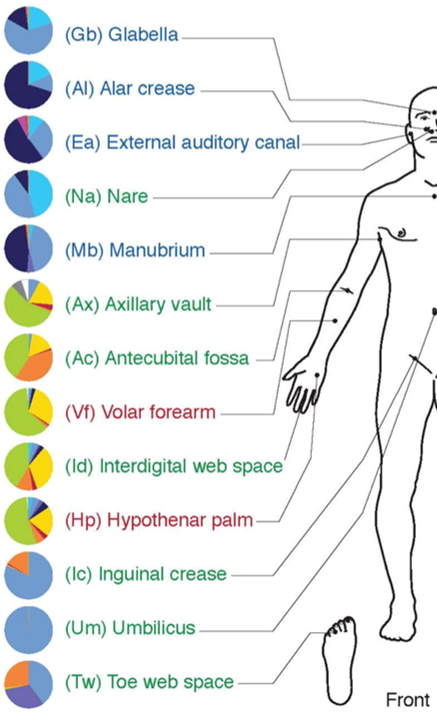 (Gb) Glabella
(Al) Alar crease
(Ea) External auditory canal
(Na) Nare
(Mb) Manubrium
(Ax) Axillary vault
(Ac) Antecubital fossa
(Vf) Volar forearm
(Id) Interdigital web space
(Hp) Hypothenar palm
(Ic) Inguinal crease
(Um) Umbilicus
(Tw) Toe web space
Front